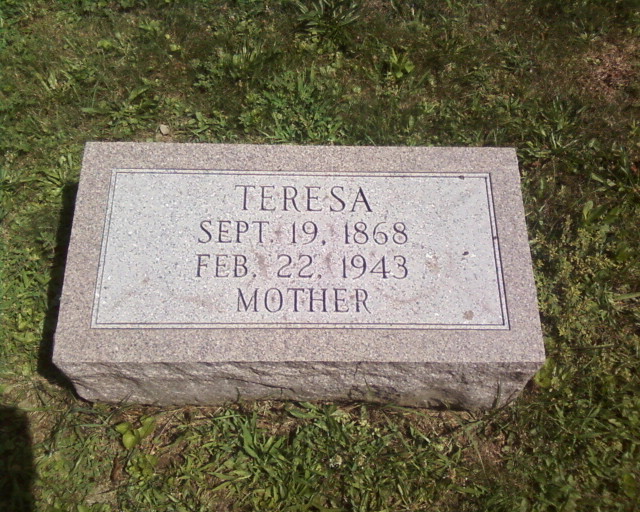 TERESA
SEPT. 19, 1868
FEB. 22, 1943
MOTHER